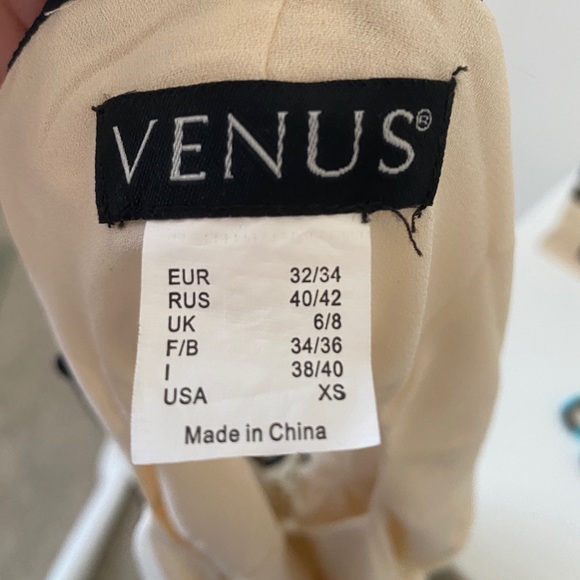 VENUS®
EUR 32/34
RUS 40/42
UK 6/8
F/B 34/36
I 38/40
USA XS
Made in China